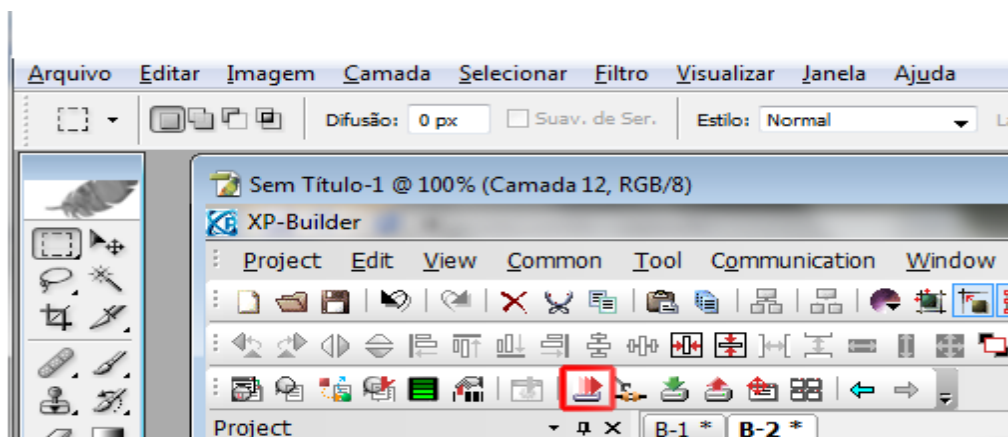 Arquivo Editar Imagem Camada Selecionar Filtro Visualizar Janela Ajuda
Difusão: 0 px Suav. de Ser. Estilo: Normal
Sem Título-1 @ 100% (Camada 12, RGB/8)
XP-Builder
Project Edit View Common Tool Communication Window
Project B-1 * B-2 *